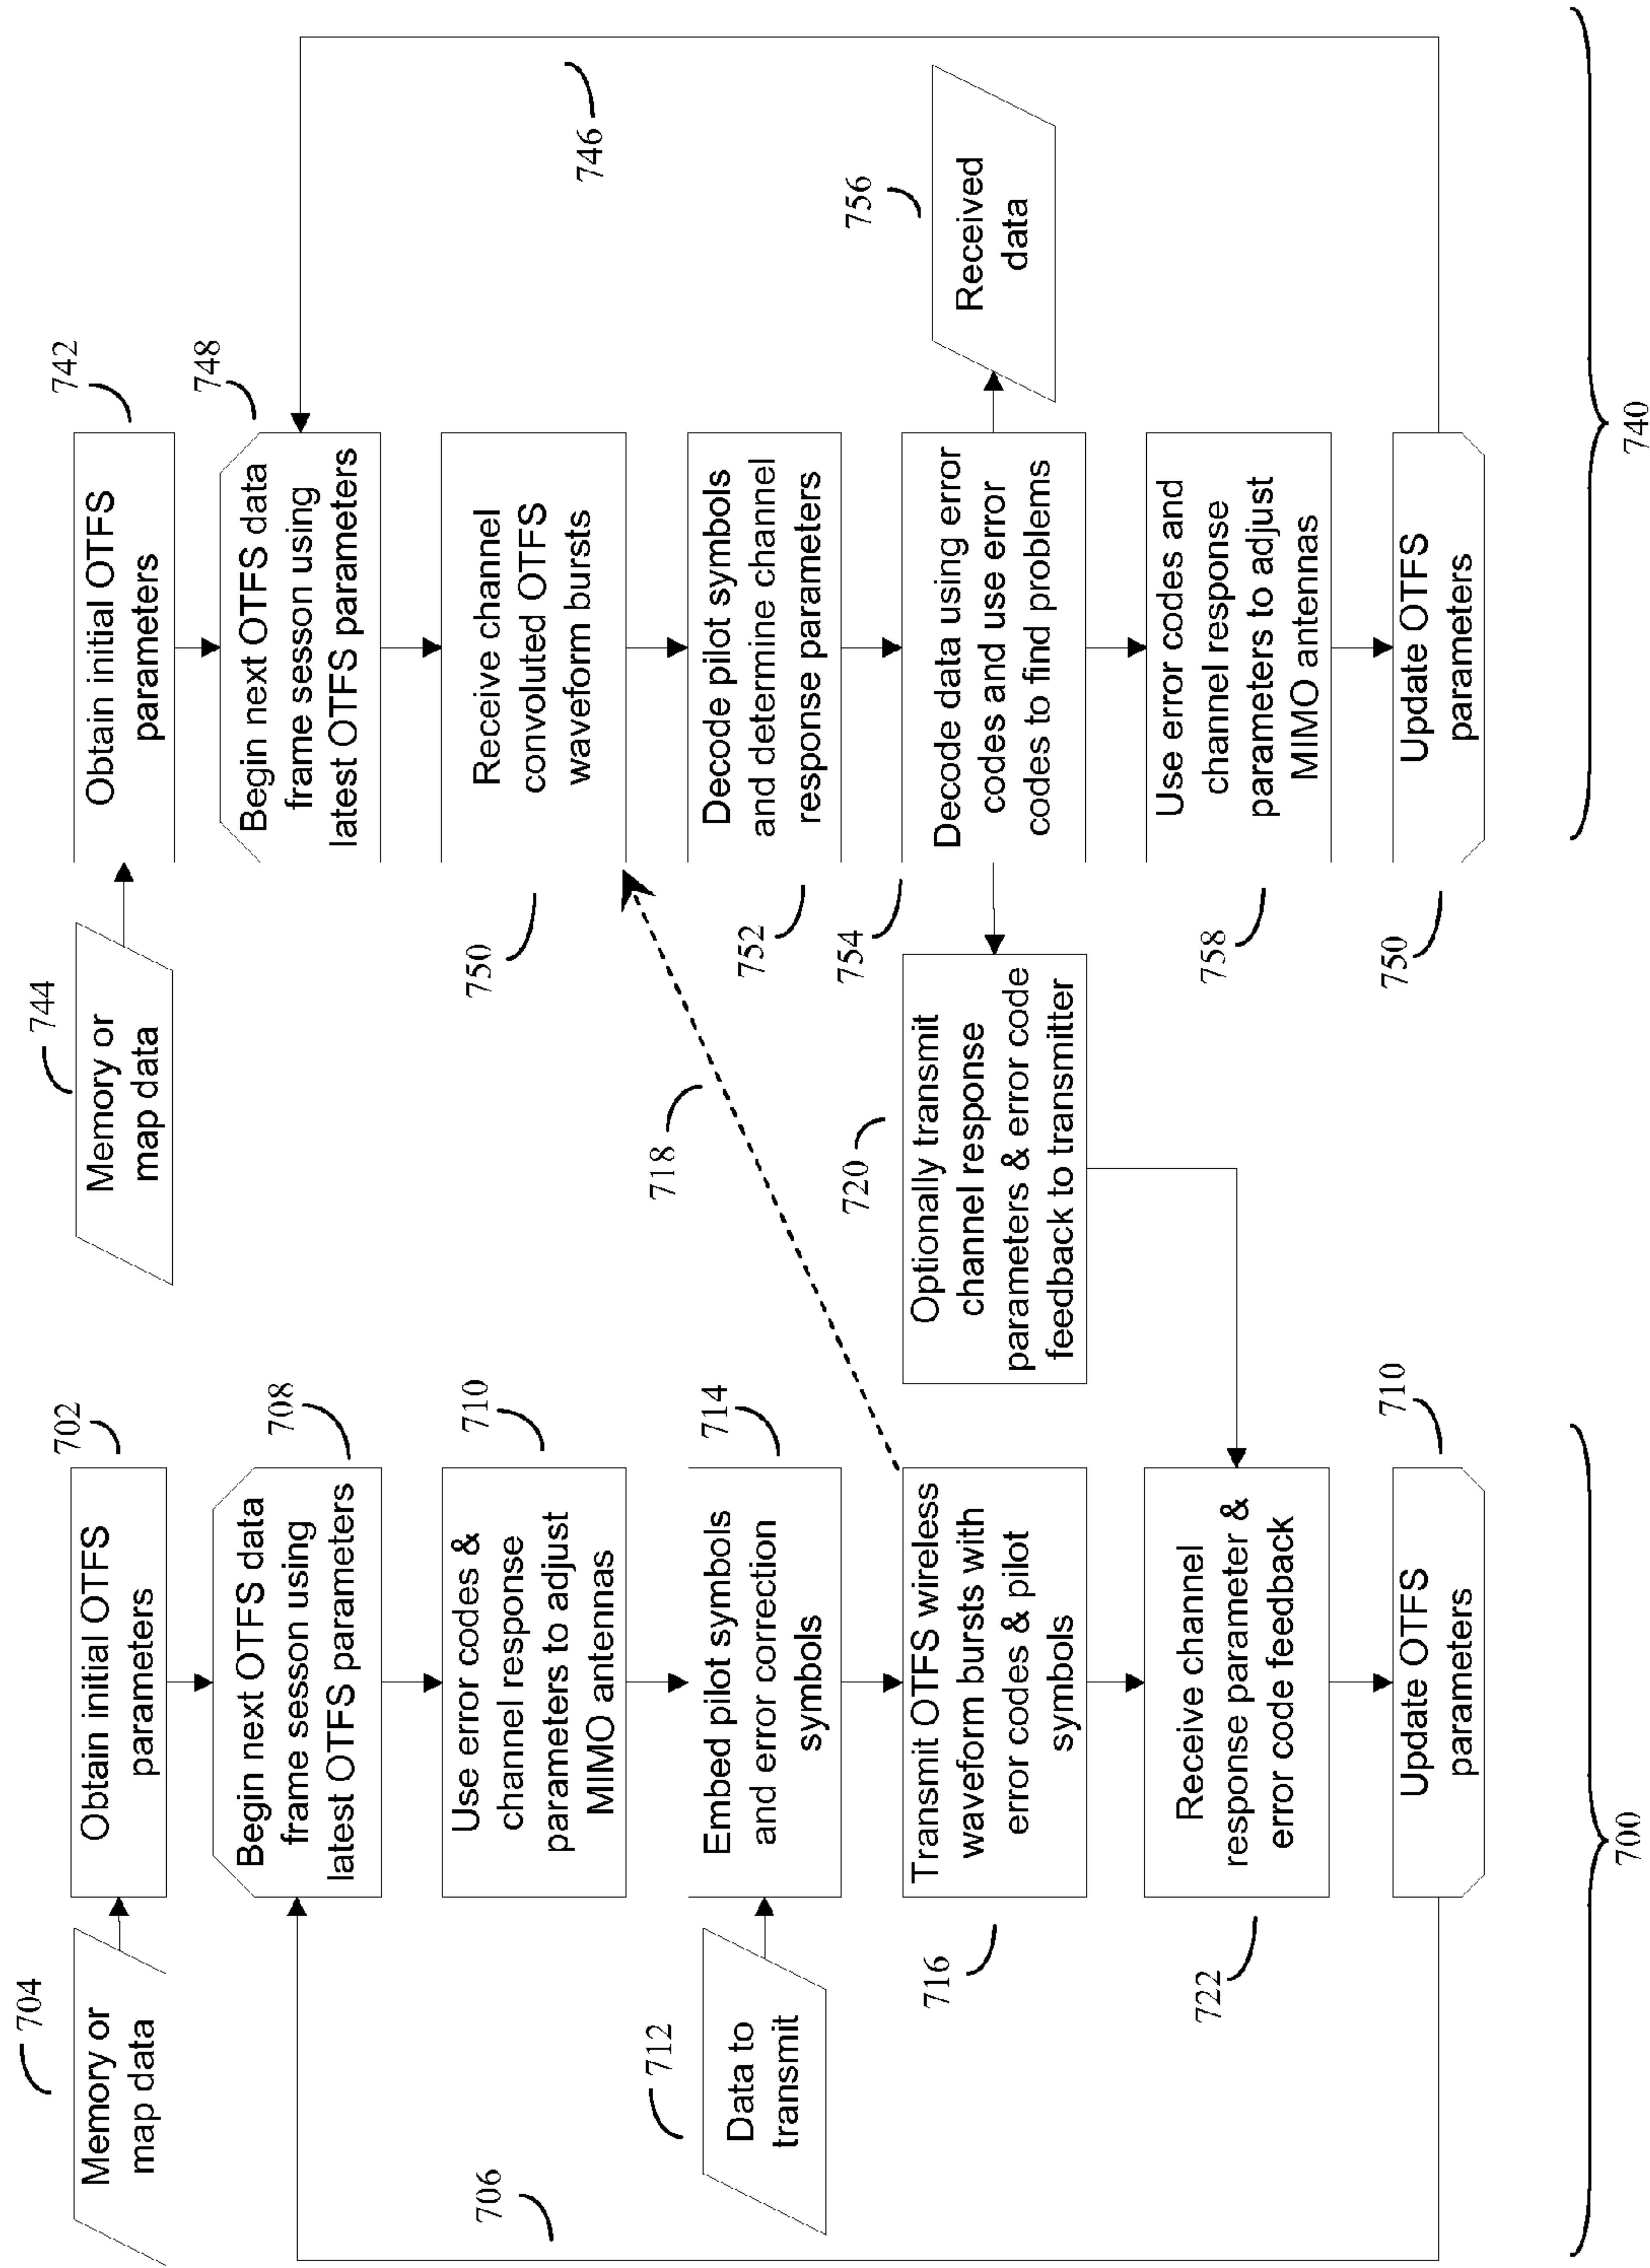 704
Memory or
map data
702
Obtain initial OTFS
parameters
706
708
Begin next OTFS data
frame sesson using
latest OTFS parameters
710
Use error codes &
channel response
parameters to adjust
MIMO antennas
712
Data to
transmit
714
Embed pilot symbols
and error correction
symbols
716
Transmit OTFS wireless
waveform bursts with
error codes & pilot
symbols
718
720
Optionally transmit
channel response
parameters & error code
feedback to transmitter
722
Receive channel
response parameter &
error code feedback
710
Update OTFS
parameters
700
744
Memory or
map data
742
Obtain initial OTFS
parameters
748
Begin next OTFS data
frame sesson using
latest OTFS parameters
746
750
Receive channel
convoluted OTFS
waveform bursts
752
Decode pilot symbols
and determine channel
response parameters
754
Decode data using error
codes and use error
codes to find problems
756
Received
data
758
Use error codes and
channel response
parameters to adjust
MIMO antennas
750
Update OTFS
parameters
740